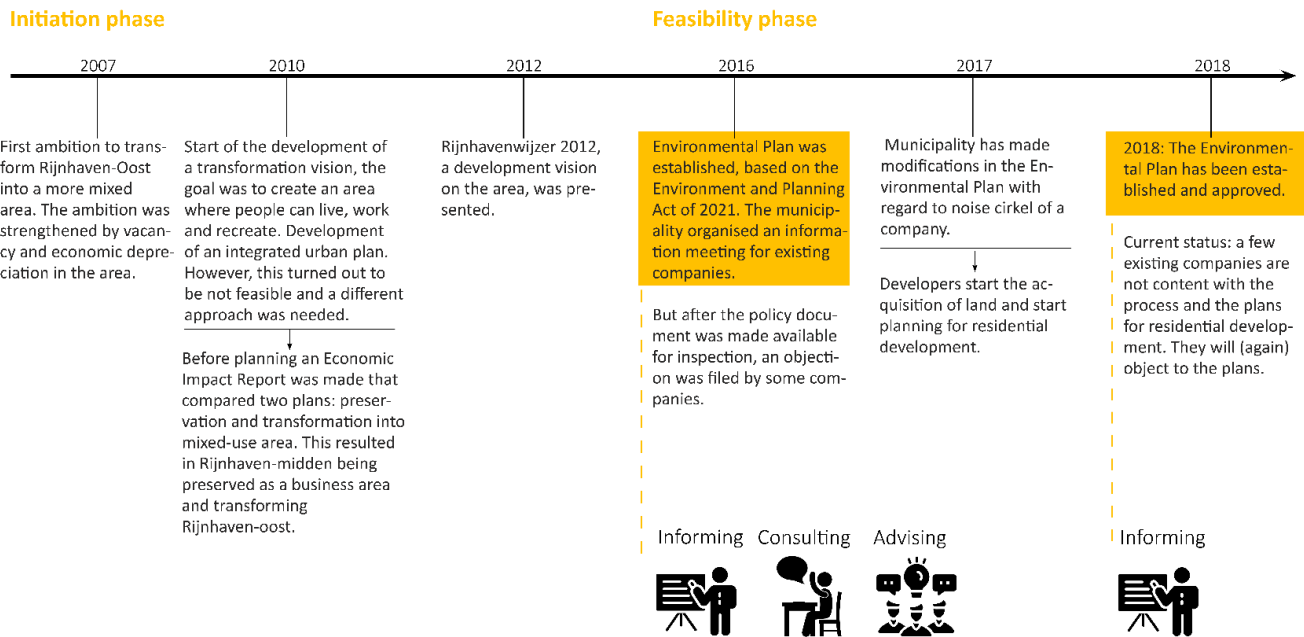 Initiation phase
Feasibility phase
2007
2010
2012
2016
2017
2018
First ambition to trans-
form Rijnhaven-Oost
into a more mixed
area. The ambition was
strengthened by vacan-
cy and economic depre-
ciation in the area.
Start of the development of
a transformation vision, the
goal was to create an area
where people can live, work
and recreate. Development
of an integrated urban plan.
However, this turned out to
be not feasible and a different
approach was needed.
Before planning an Economic
Impact Report was made that
compared two plans: preser-
vation and transformation into
mixed-use area. This resulted
in Rijnhaven-midden being
preserved as a business area
and transforming
Rijnhaven-oost.
Rijnhavenwijzer 2012,
a development vision
on the area, was pre-
sented.
Environmental Plan was
established, based on the
Environment and Planning
Act of 2021. The municip-
ality organised an informa-
tion meeting for existing
companies.
But after the policy docu-
ment was made available
for inspection, an objecti-
on was filed by some com-
panies.
Municipality has made
modifications in the En-
vironmental Plan with
regard to noise cirkel of a
company.
Developers start the ac-
quisition of land and start
planning for residential
development.
2018: The Environmen-
tal Plan has been esta-
blished and approved.
Current status: a few
existing companies are
not content with the
process and the plans
for residential develop-
ment. They will (again)
object to the plans.
Informing
Consulting
Advising
Informing